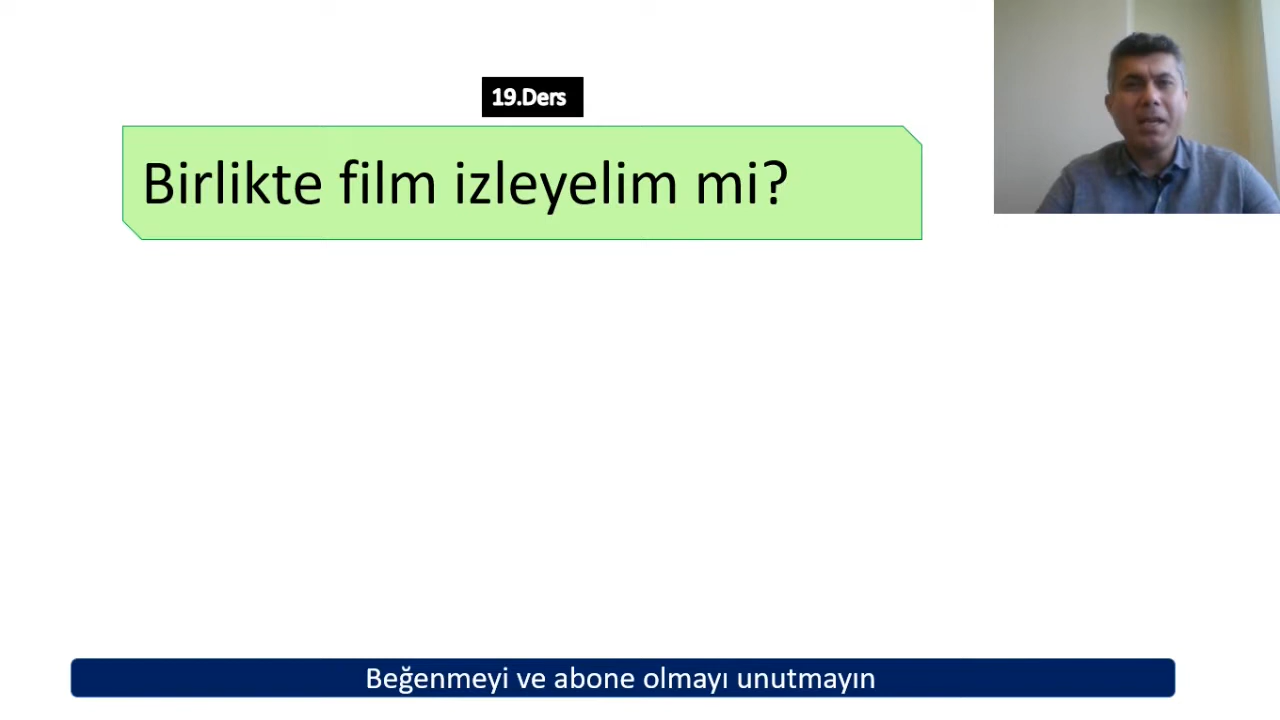 19.Ders
Birlikte film izleyelim mi?
Beğenmeyi ve abone olmayı unutmayın